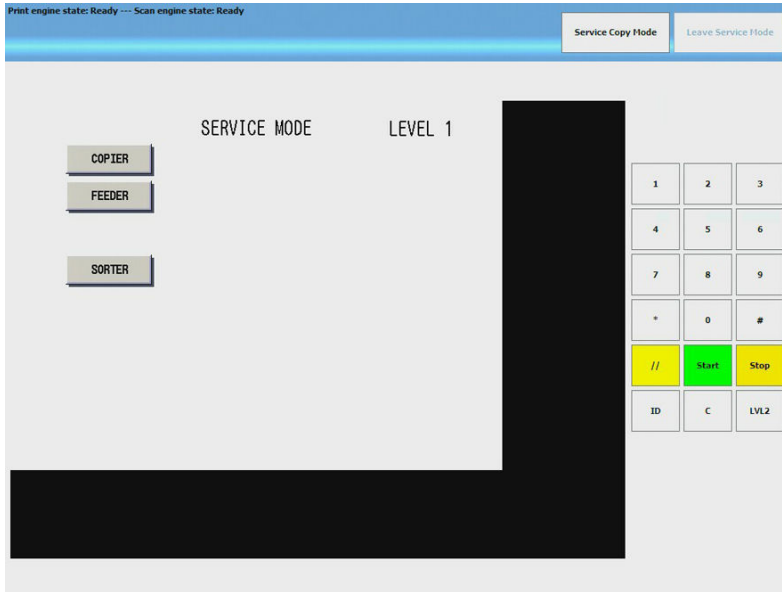 Print engine state: Ready --- Scan engine state: Ready
Service Copy Mode
Leave Service Mode
SERVICE MODE LEVEL 1
COPIER
FEEDER
SORTER
1 2 3
4 5 6
7 8 9
* 0 #
// Start Stop
ID C LVL2